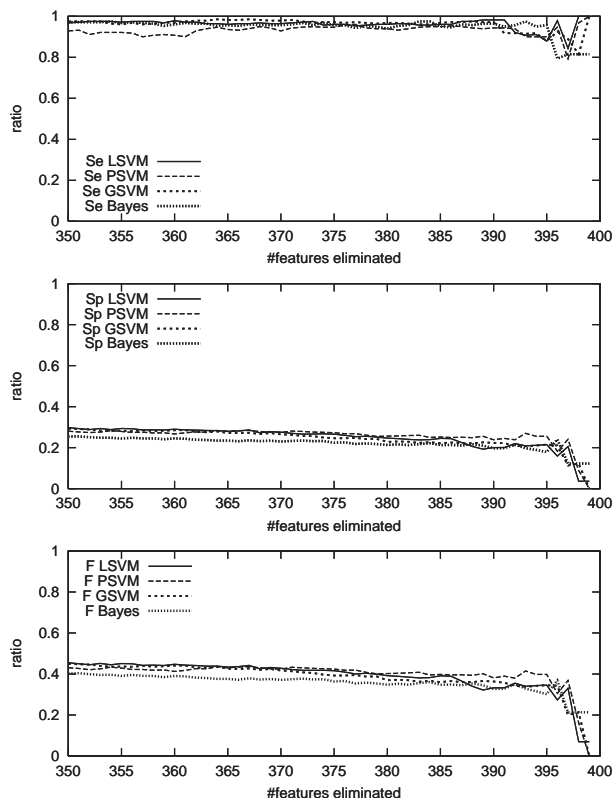 1
0.8
0.6
ratio
0.4
Se LSVM
Se PSVM
0.2
Se GSVM
Se Bayes
0
350 355 360 365 370 375 380 385 390 395 400
#features eliminated
1
Sp LSVM
Sp PSVM
0.8
Sp GSVM
Sp Bayes
0.6
ratio
0.4
0.2
0
350 355 360 365 370 375 380 385 390 395 400
#features eliminated
1
F LSVM
F PSVM
0.8
F GSVM
F Bayes
0.6
ratio
0.4
0.2
0
350 355 360 365 370 375 380 385 390 395 400
#features eliminated